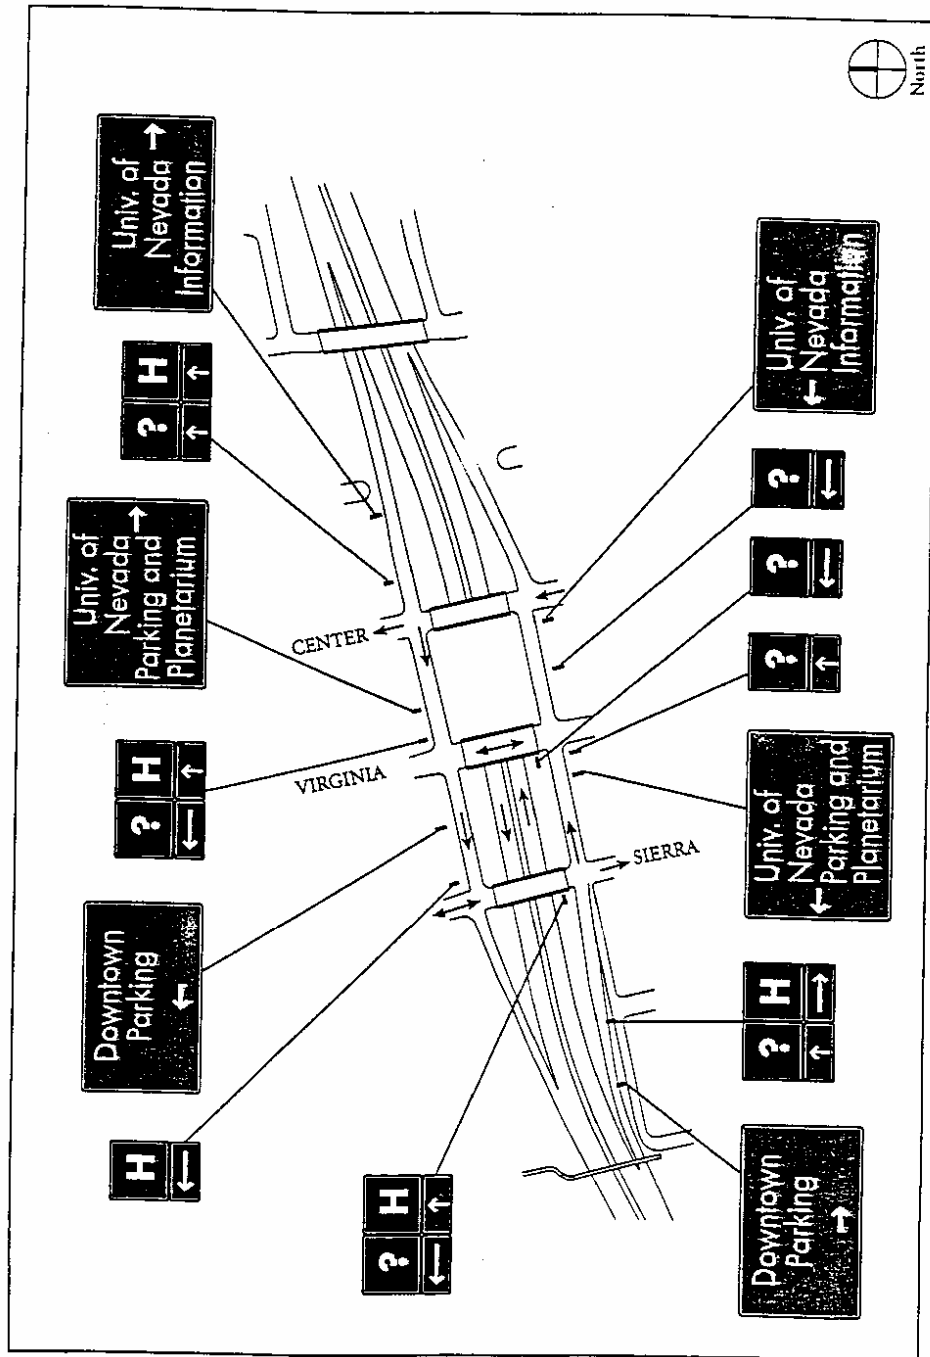 North
Univ. of
Nevada
Information
? H
Univ. of
Nevada
Parking and
Planetarium
? H
Downtown
Parking
H
CENTER
VIRGINIA
SIERRA
? H
Univ. of
Nevada
Information
?
?
?
Univ. of
Nevada
Parking and
Planetarium
? H
Downtown
Parking